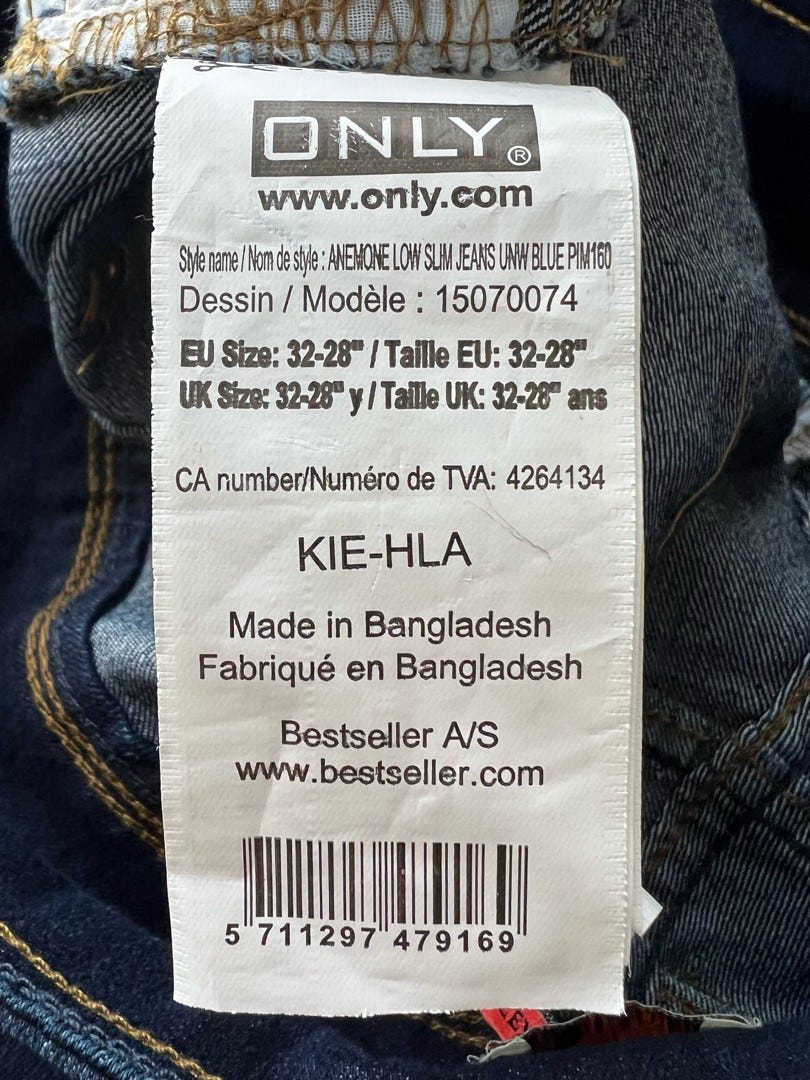 ONLY®
www.only.com
Style name / Nom de style : ANEMONE LOW SLIM JEANS UNW BLUE PIM160
Dessin / Modèle : 15070074
EU Size: 32-28" / Taille EU: 32-28"
UK Size: 32-28" y / Taille UK: 32-28" ans
CA number/Numéro de TVA: 4264134
KIE-HLA
Made in Bangladesh
Fabriqué en Bangladesh
Bestseller A/S
www.bestseller.com
5 711297 479169